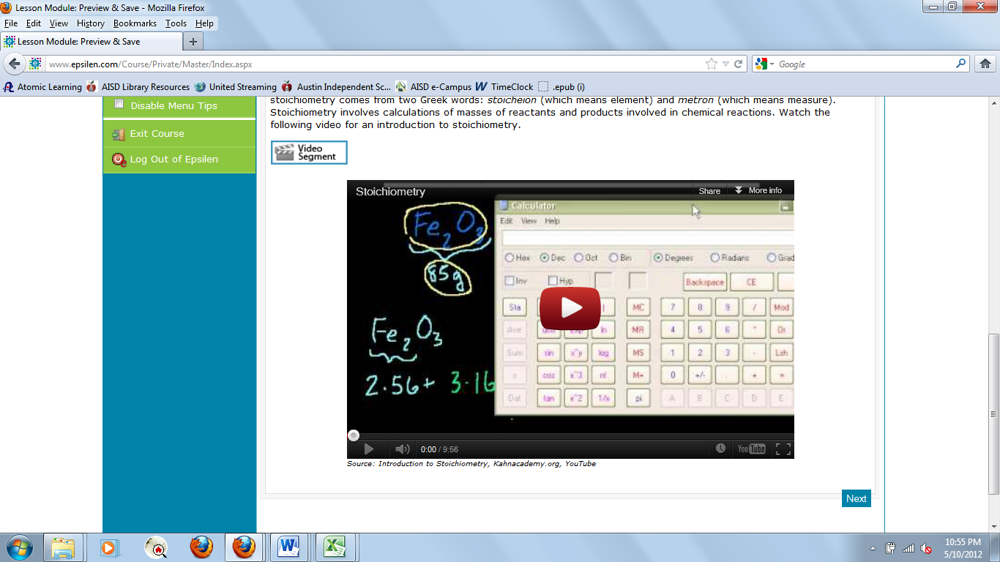 Lesson Module: Preview & Save - Mozilla Firefox
File Edit View History Bookmarks Tools Help
Lesson Module: Preview & Save
www.epsilen.com/Course/Private/Master/Index.aspx
Google
Atomic Learning AISD Library Resources United Streaming Austin Independent Sc... AISD e-Campus TimeClock .epub (i)
Disable Menu Tips
Exit Course
Log Out of Epsilen
stoichiometry comes from two Greek words: stoicheion (which means element) and metron (which means measure).
Stoichiometry involves calculations of masses of reactants and products involved in chemical reactions. Watch the
following video for an introduction to stoichiometry.
Video
Segment
Stoichiometry
Share More info
Fe2O3
85g
Fe2O3
2.56+ 3.16
Calculator
Edit View Help
Hex Dec Oct Bin Degrees Radians Grad
Inv Hyp Backspace CE
Sta MC 7 8 9 / Mod
Ave Exp ln MR 4 5 6 * Or
Sum sin x^y log MS 1 2 3 - Lsh
s cos x^3 n! M+ 0 +/- . + =
Dat tan x^2 1/x pi A B C D E
0:00 / 9:56
YouTube
Source: Introduction to Stoichiometry, Kahnacademy.org, YouTube
Next
10:55 PM
5/10/2012